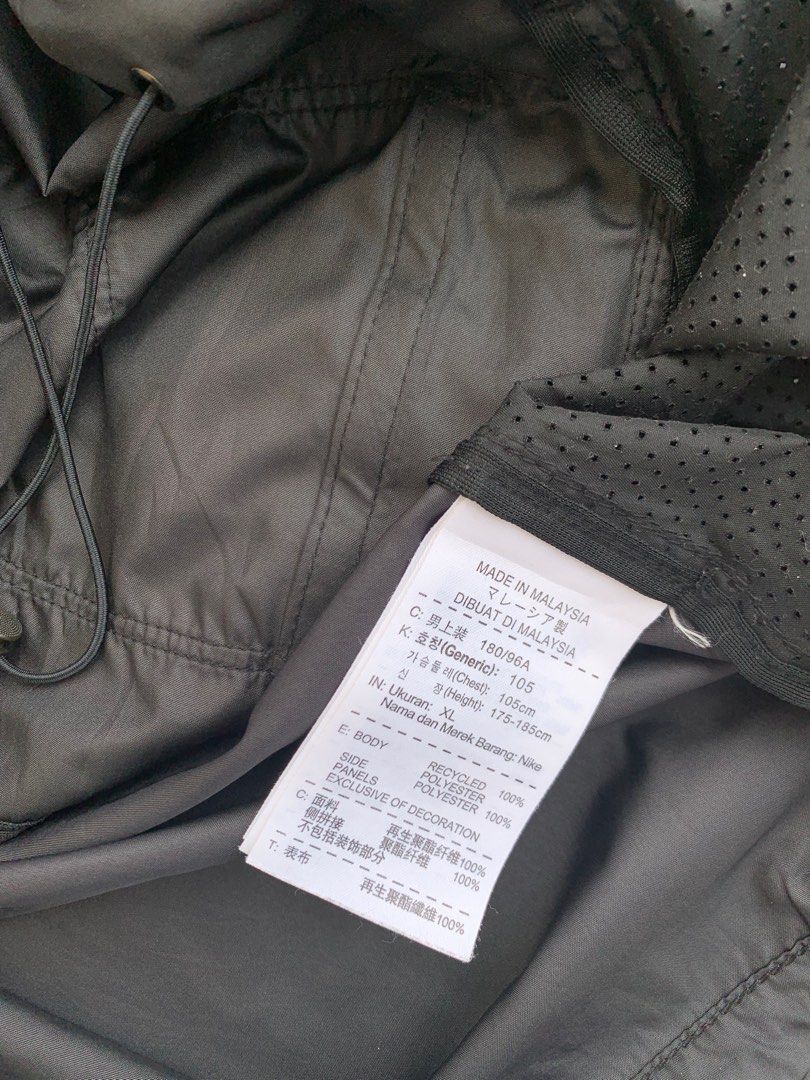 MADE IN MALAYSIA
マレーシア製
DIBUAT DI MALAYSIA
C: 男上装 180/96A
K: 호칭(Generic): 105
가슴둘레(Chest): 105cm
신 장(Height): 175-185cm
IN: Ukuran: XL
Nama dan Merek Barang: Nike
E: BODY
RECYCLED
POLYESTER 100%
SIDE
PANELS POLYESTER 100%
EXCLUSIVE OF DECORATION
C: 面料 再生聚酯纤维100%
侧拼接 聚酯纤维 100%
不包括装饰部分
T: 表布 再生聚酯纖維100%